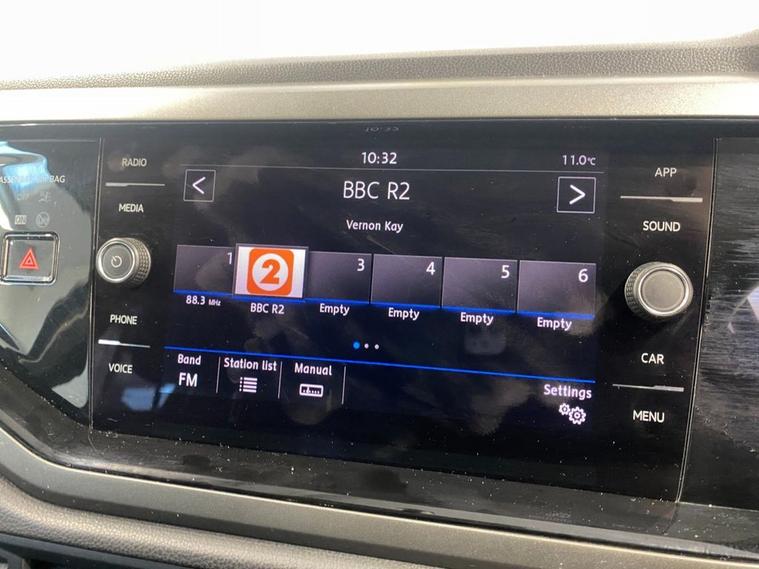 RADIO
MEDIA
PHONE
VOICE
10:32
11.0°C
<
BBC R2
>
Vernon Kay
1
2
3
4
5
6
88.3 MHz
BBC R2
Empty
Empty
Empty
Empty
Band
FM
Station list
Manual
Settings
APP
SOUND
CAR
MENU